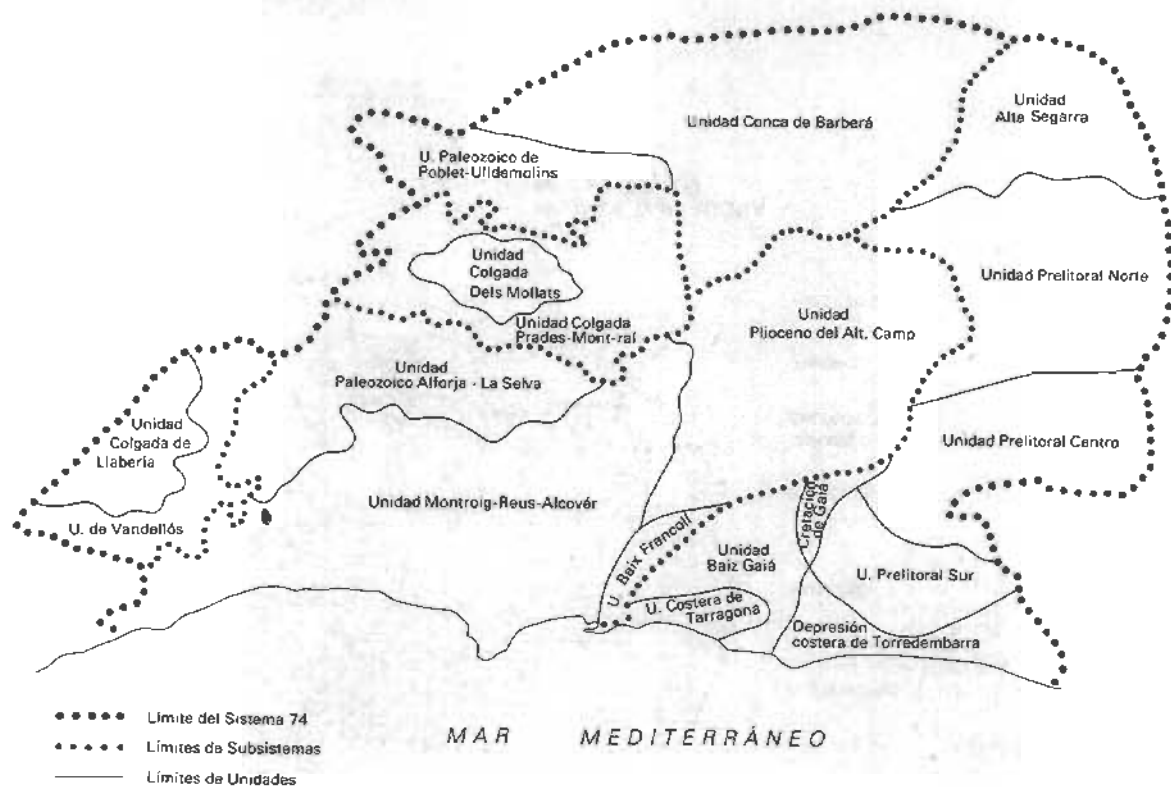 Unidad Conca de Barberá
Unidad
Alta Segarra
U. Paleozoico de
Poblet-Ulldemolins
Unidad
Colgada
Dels Mollats
Unidad Prelitoral Norte
Unidad Colgada
Prades-Mont-ral
Unidad
Plioceno del Alt. Camp
Unidad
Paleozoico Alforja - La Selva
Unidad
Colgada de
Llabería
Unidad Prelitoral Centro
Unidad Montroig-Reus-Alcovér
U. de Vandellós
U. Baix Francolí
Unidad
Baiz Gaiá
Cretacico
de Gaiá
U. Prelitoral Sur
U. Costera de
Tarragona
Depresión
costera de Torredembarra
Límite del Sistema 74
Límites de Subsistemas
Límites de Unidades
MAR MEDITERRÁNEO